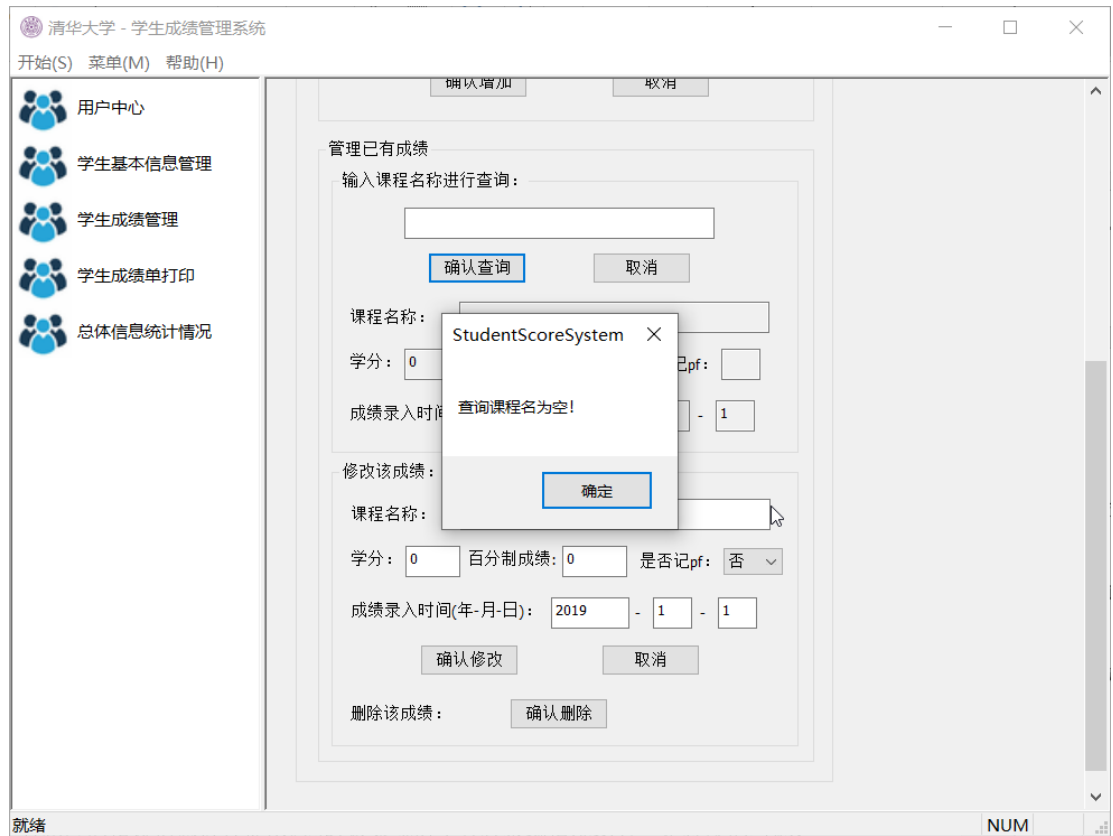 清华大学 - 学生成绩管理系统
开始(S) 菜单(M) 帮助(H)
用户中心
学生基本信息管理
学生成绩管理
学生成绩单打印
总体信息统计情况
确认增加 取消
管理已有成绩
输入课程名称进行查询：
确认查询 取消
课程名称：
学分： 0 记pf：
成绩录入时间 - 1
StudentScoreSystem
查询课程名为空!
确定
修改该成绩：
课程名称：
学分： 0 百分制成绩: 0 是否记pf： 否
成绩录入时间(年-月-日)： 2019 - 1 - 1
确认修改 取消
删除该成绩： 确认删除
就绪 NUM